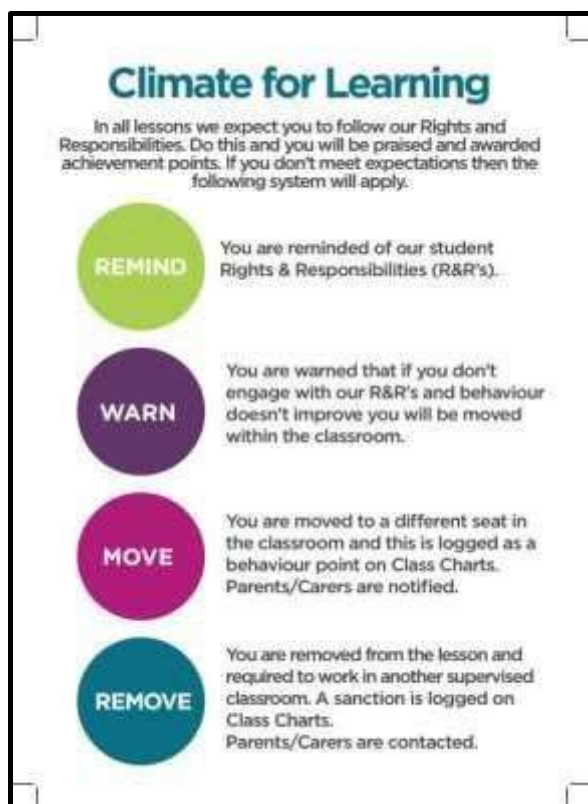 Climate for Learning
In all lessons we expect you to follow our Rights and
Responsibilities. Do this and you will be praised and awarded
achievement points. If you don't meet expectations then the
following system will apply.
REMIND
You are reminded of our student
Rights & Responsibilities (R&R's).
WARN
You are warned that if you don't
engage with our R&R's and behaviour
doesn't improve you will be moved
within the classroom.
MOVE
You are moved to a different seat in
the classroom and this is logged as a
behaviour point on Class Charts.
Parents/Carers are notified.
REMOVE
You are removed from the lesson and
required to work in another supervised
classroom. A sanction is logged on
Class Charts.
Parents/Carers are contacted.